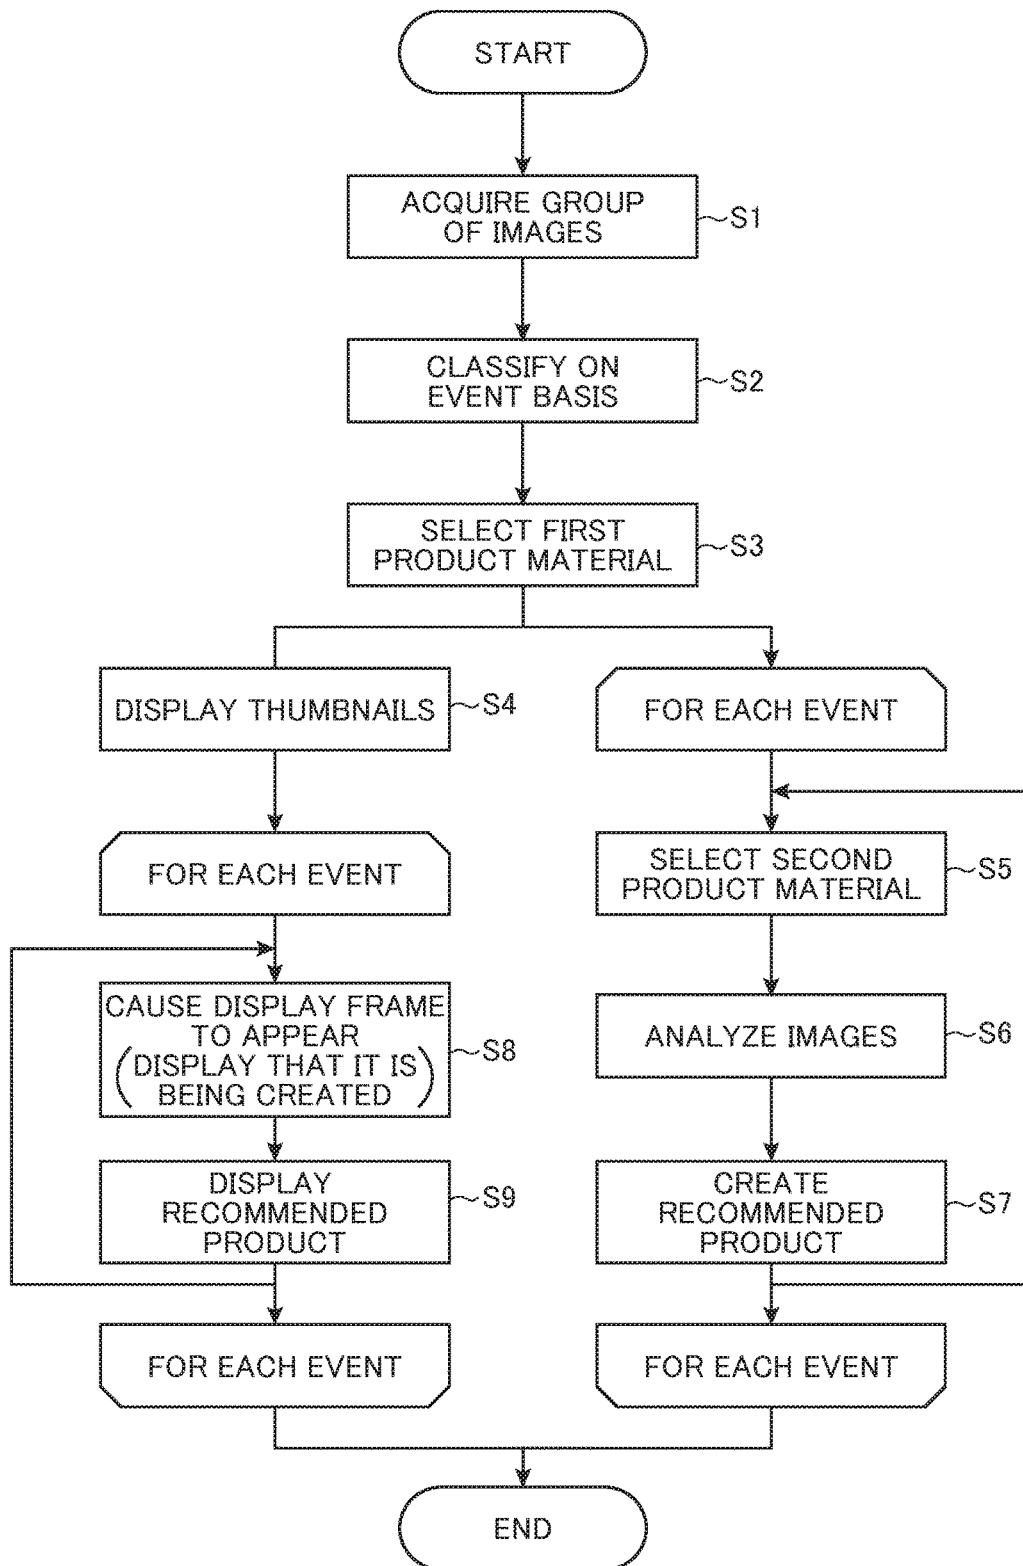 START
ACQUIRE GROUP
OF IMAGES
S1
CLASSIFY ON
EVENT BASIS
S2
SELECT FIRST
PRODUCT MATERIAL
S3
DISPLAY THUMBNAILS
S4
FOR EACH EVENT
CAUSE DISPLAY FRAME
TO APPEAR
(DISPLAY THAT IT IS
BEING CREATED)
S8
DISPLAY
RECOMMENDED
PRODUCT
S9
FOR EACH EVENT
FOR EACH EVENT
SELECT SECOND
PRODUCT MATERIAL
S5
ANALYZE IMAGES
S6
CREATE
RECOMMENDED
PRODUCT
S7
FOR EACH EVENT
END